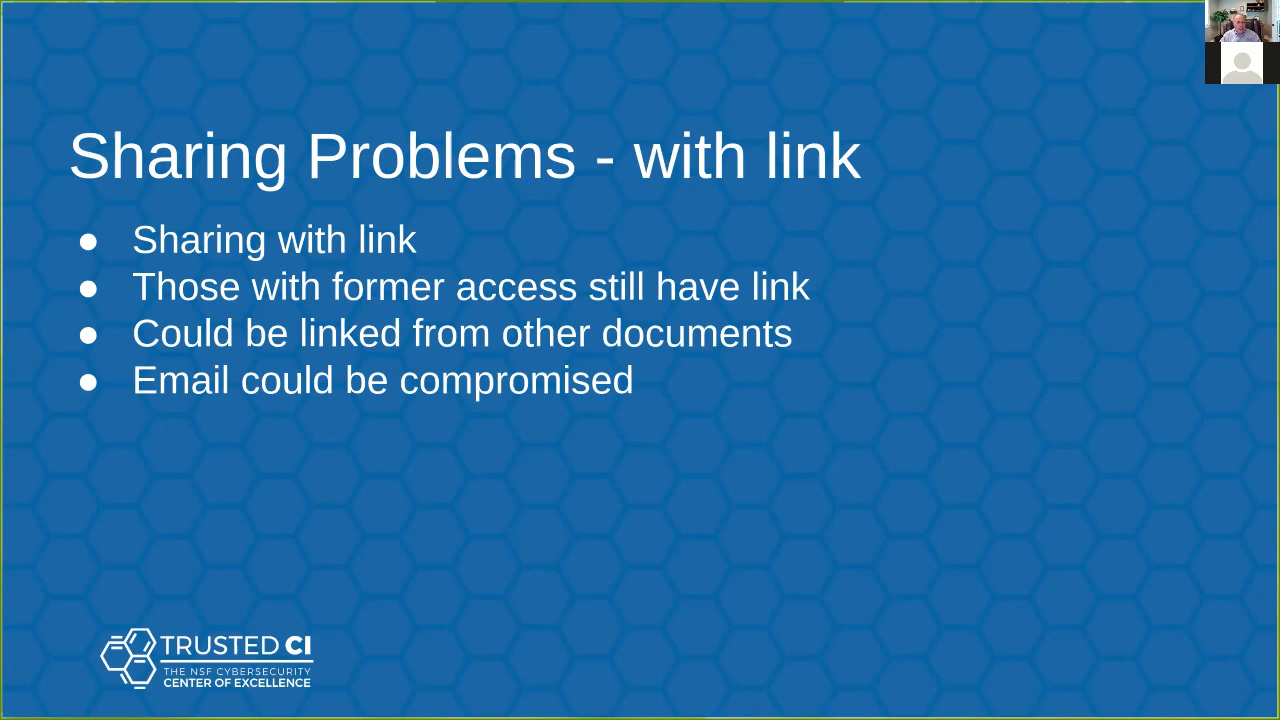 Sharing Problems - with link
● Sharing with link
● Those with former access still have link
● Could be linked from other documents
● Email could be compromised
TRUSTED CI
THE NSF CYBERSECURITY
CENTER OF EXCELLENCE